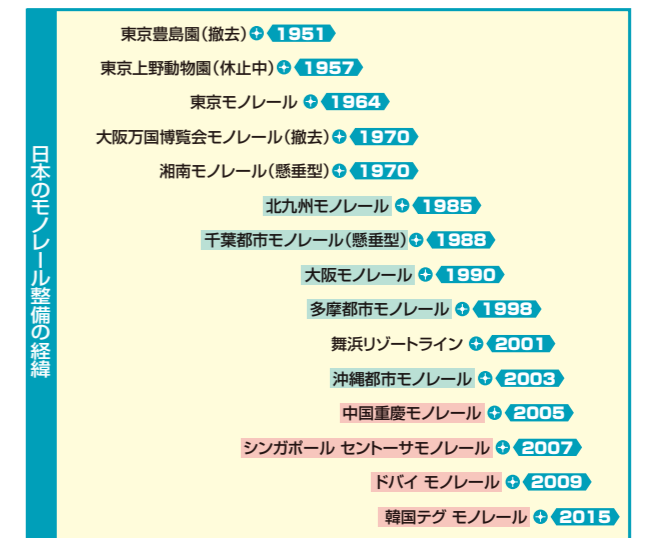 日本のモノレール整備の経緯
東京豊島園(撤去) 1951
東京上野動物園(休止中) 1957
東京モノレール 1964
大阪万国博覧会モノレール(撤去) 1970
湘南モノレール(懸垂型) 1970
北九州モノレール 1985
千葉都市モノレール(懸垂型) 1988
大阪モノレール 1990
多摩都市モノレール 1998
舞浜リゾートライン 2001
沖縄都市モノレール 2003
中国重慶モノレール 2005
シンガポール セントーサモノレール 2007
ドバイ モノレール 2009
韓国テグ モノレール 2015